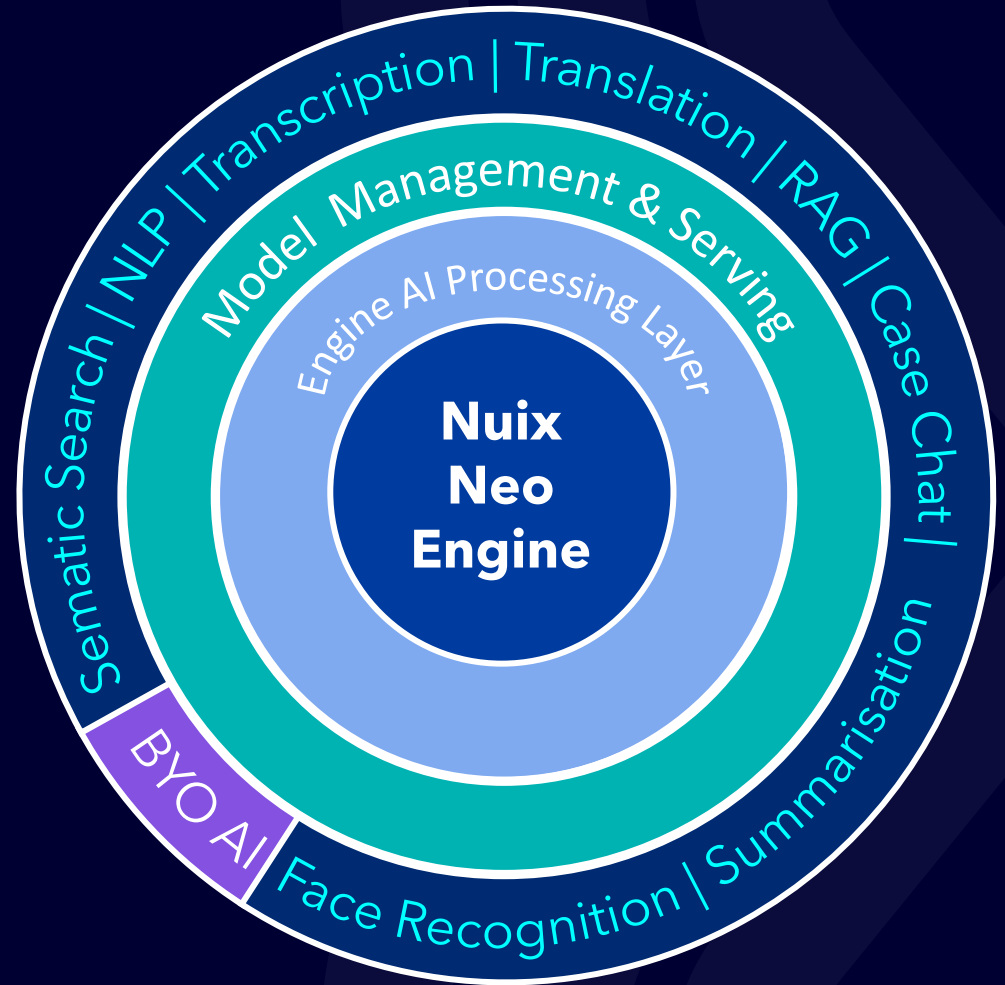 Sematic Search | NLP | Transcription | Translation | RAG | Case Chat |
Summarisation
Face Recognition |
BYO AI
Model Management & Serving
Engine AI Processing Layer
Nuix
Neo
Engine